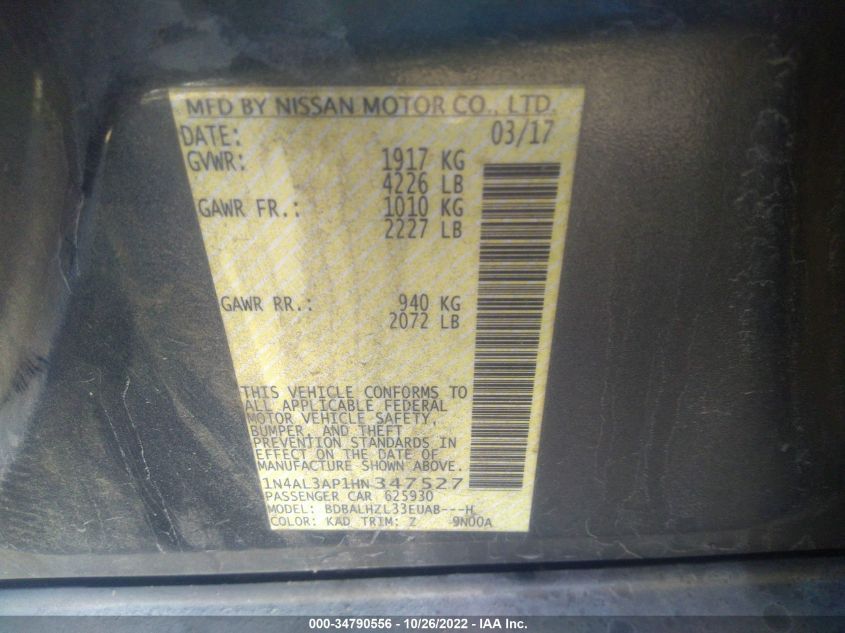 MFD BY NISSAN MOTOR CO., LTD.
DATE: 03/17
GVWR: 1917 KG
4226 LB
GAWR FR.: 1010 KG
2227 LB
GAWR RR.: 940 KG
2072 LB
THIS VEHICLE CONFORMS TO
ALL APPLICABLE FEDERAL
MOTOR VEHICLE SAFETY,
BUMPER, AND THEFT
PREVENTION STANDARDS IN
EFFECT ON THE DATE OF
MANUFACTURE SHOWN ABOVE.
1N4AL3AP1HN347527
PASSENGER CAR 625930
MODEL: BDBALHZL33EUAB---H
COLOR: KAD TRIM: Z 9N00A
000-34790556 - 10/26/2022 - IAA Inc.